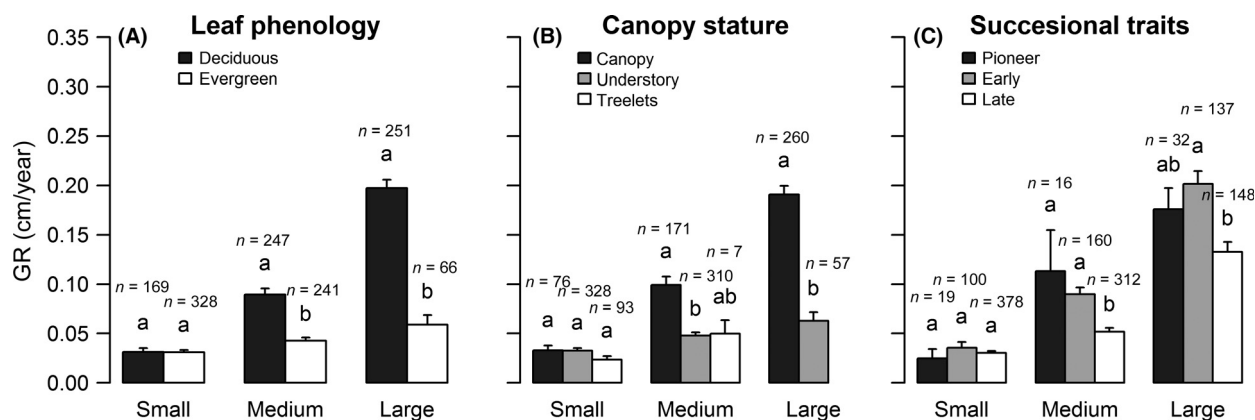 Leaf phenology
Canopy stature
Succesional traits
(A)
Deciduous
Evergreen
(B)
Canopy
Understory
Treelets
(C)
Pioneer
Early
Late
GR (cm/year)
0.35
0.30
0.25
0.20
0.15
0.10
0.05
0.00
n = 169
a
n = 328
a
n = 247
a
n = 241
b
n = 251
a
n = 66
b
n = 76
a
n = 328
a
n = 93
a
n = 171
a
n = 310
b
n = 7
ab
n = 260
a
n = 57
b
n = 19
a
n = 100
a
n = 378
a
n = 16
a
n = 160
a
n = 312
b
n = 32
ab
n = 137
a
n = 148
b
Small Medium Large
Small Medium Large
Small Medium Large